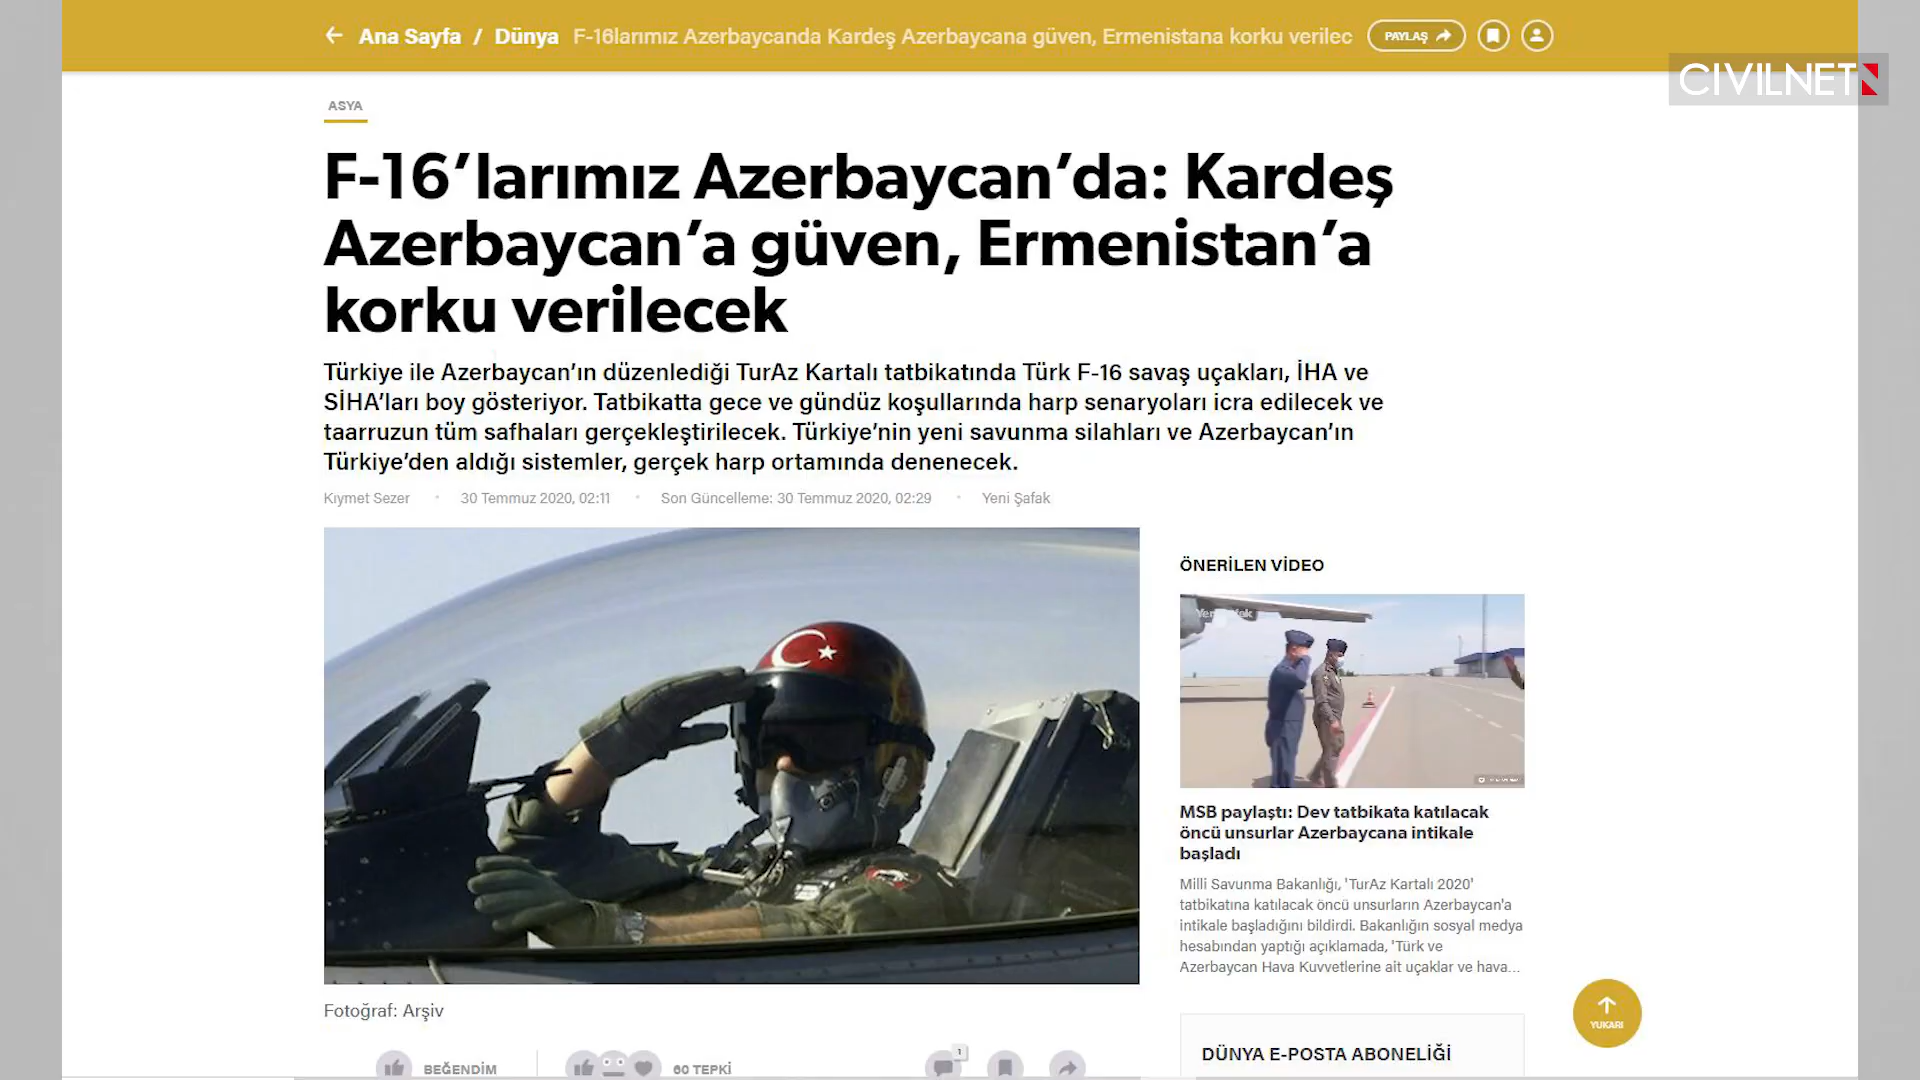 Ana Sayfa / Dünya F-16larımız Azerbaycanda Kardeş Azerbaycana güven, Ermenistana korku verilec PAYLAŞ
CIVILNET
ASYA
F-16’larımız Azerbaycan’da: Kardeş
Azerbaycan’a güven, Ermenistan’a
korku verilecek
Türkiye ile Azerbaycan’ın düzenlediği TurAz Kartalı tatbikatında Türk F-16 savaş uçakları, İHA ve
SİHA’ları boy gösteriyor. Tatbikatta gece ve gündüz koşullarında harp senaryoları icra edilecek ve
taarruzun tüm safhaları gerçekleştirilecek. Türkiye’nin yeni savunma silahları ve Azerbaycan’ın
Türkiye’den aldığı sistemler, gerçek harp ortamında denenecek.
Kıymet Sezer • 30 Temmuz 2020, 02:11 • Son Güncelleme: 30 Temmuz 2020, 02:29 • Yeni Şafak
ÖNERİLEN VİDEO
MSB paylaştı: Dev tatbikata katılacak
öncü unsurlar Azerbaycana intikale
başladı
Milli Savunma Bakanlığı, 'TurAz Kartalı 2020'
tatbikatına katılacak öncü unsurların Azerbaycan'a
intikale başladığını bildirdi. Bakanlığın sosyal medya
hesabından yaptığı açıklamada, 'Türk ve
Azerbaycan Hava Kuvvetlerine ait uçaklar ve hava...
Fotoğraf: Arşiv
YUKARI
DÜNYA E-POSTA ABONELİĞİ
BEĞENDİM
60 TEPKİ
1